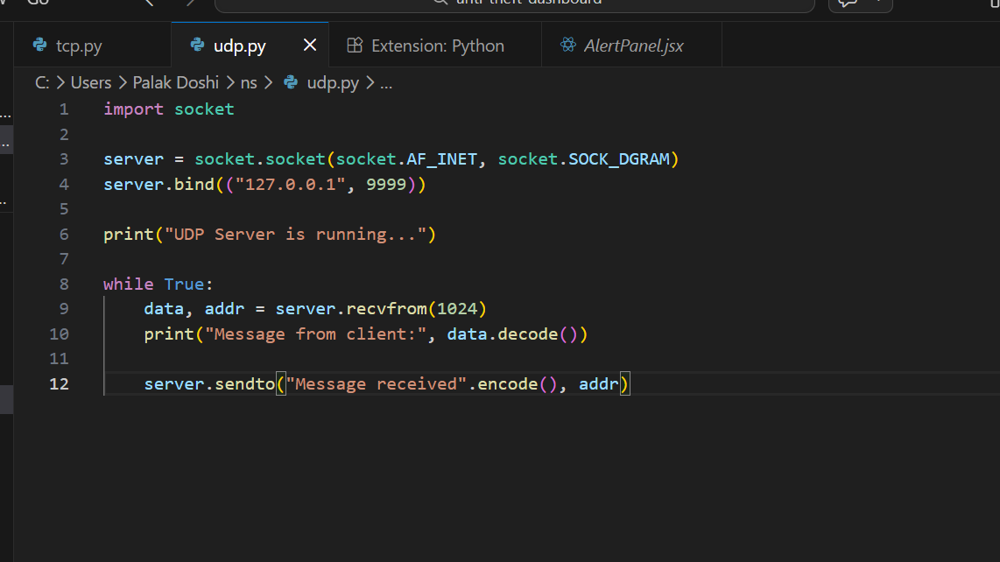 Go
anti-theft-dashboard
tcp.py
udp.py
Extension: Python
AlertPanel.jsx
C: > Users > Palak Doshi > ns > udp.py > ...
1 import socket
2
3 server = socket.socket(socket.AF_INET, socket.SOCK_DGRAM)
4 server.bind(("127.0.0.1", 9999))
5
6 print("UDP Server is running...")
7
8 while True:
9 data, addr = server.recvfrom(1024)
10 print("Message from client:", data.decode())
11
12 server.sendto("Message received".encode(), addr)